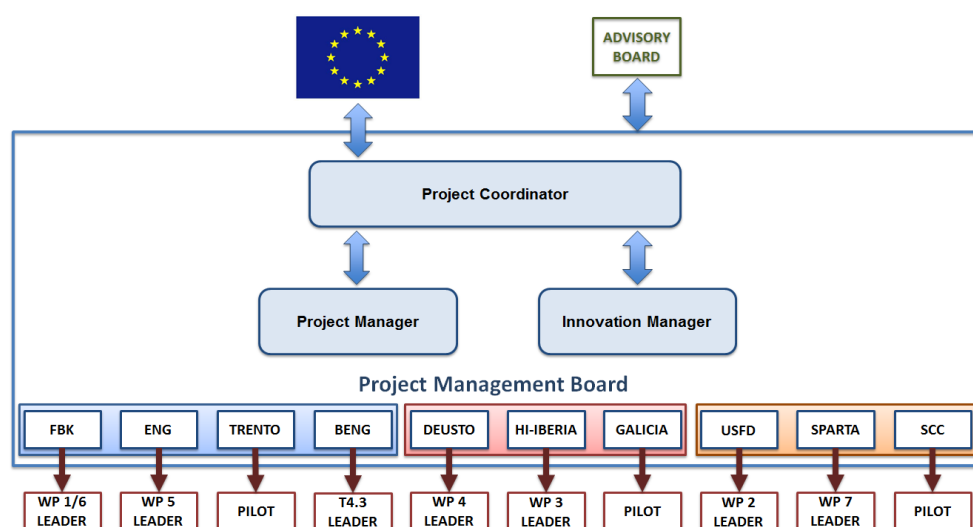 ADVISORY
BOARD
Project Coordinator
Project Manager
Innovation Manager
Project Management Board
FBK
ENG
TRENTO
BENG
DEUSTO
HI-IBERIA
GALICIA
USFD
SPARTA
SCC
WP 1/6
LEADER
WP 5
LEADER
PILOT
T4.3
LEADER
WP 4
LEADER
WP 3
LEADER
PILOT
WP 2
LEADER
WP 7
LEADER
PILOT